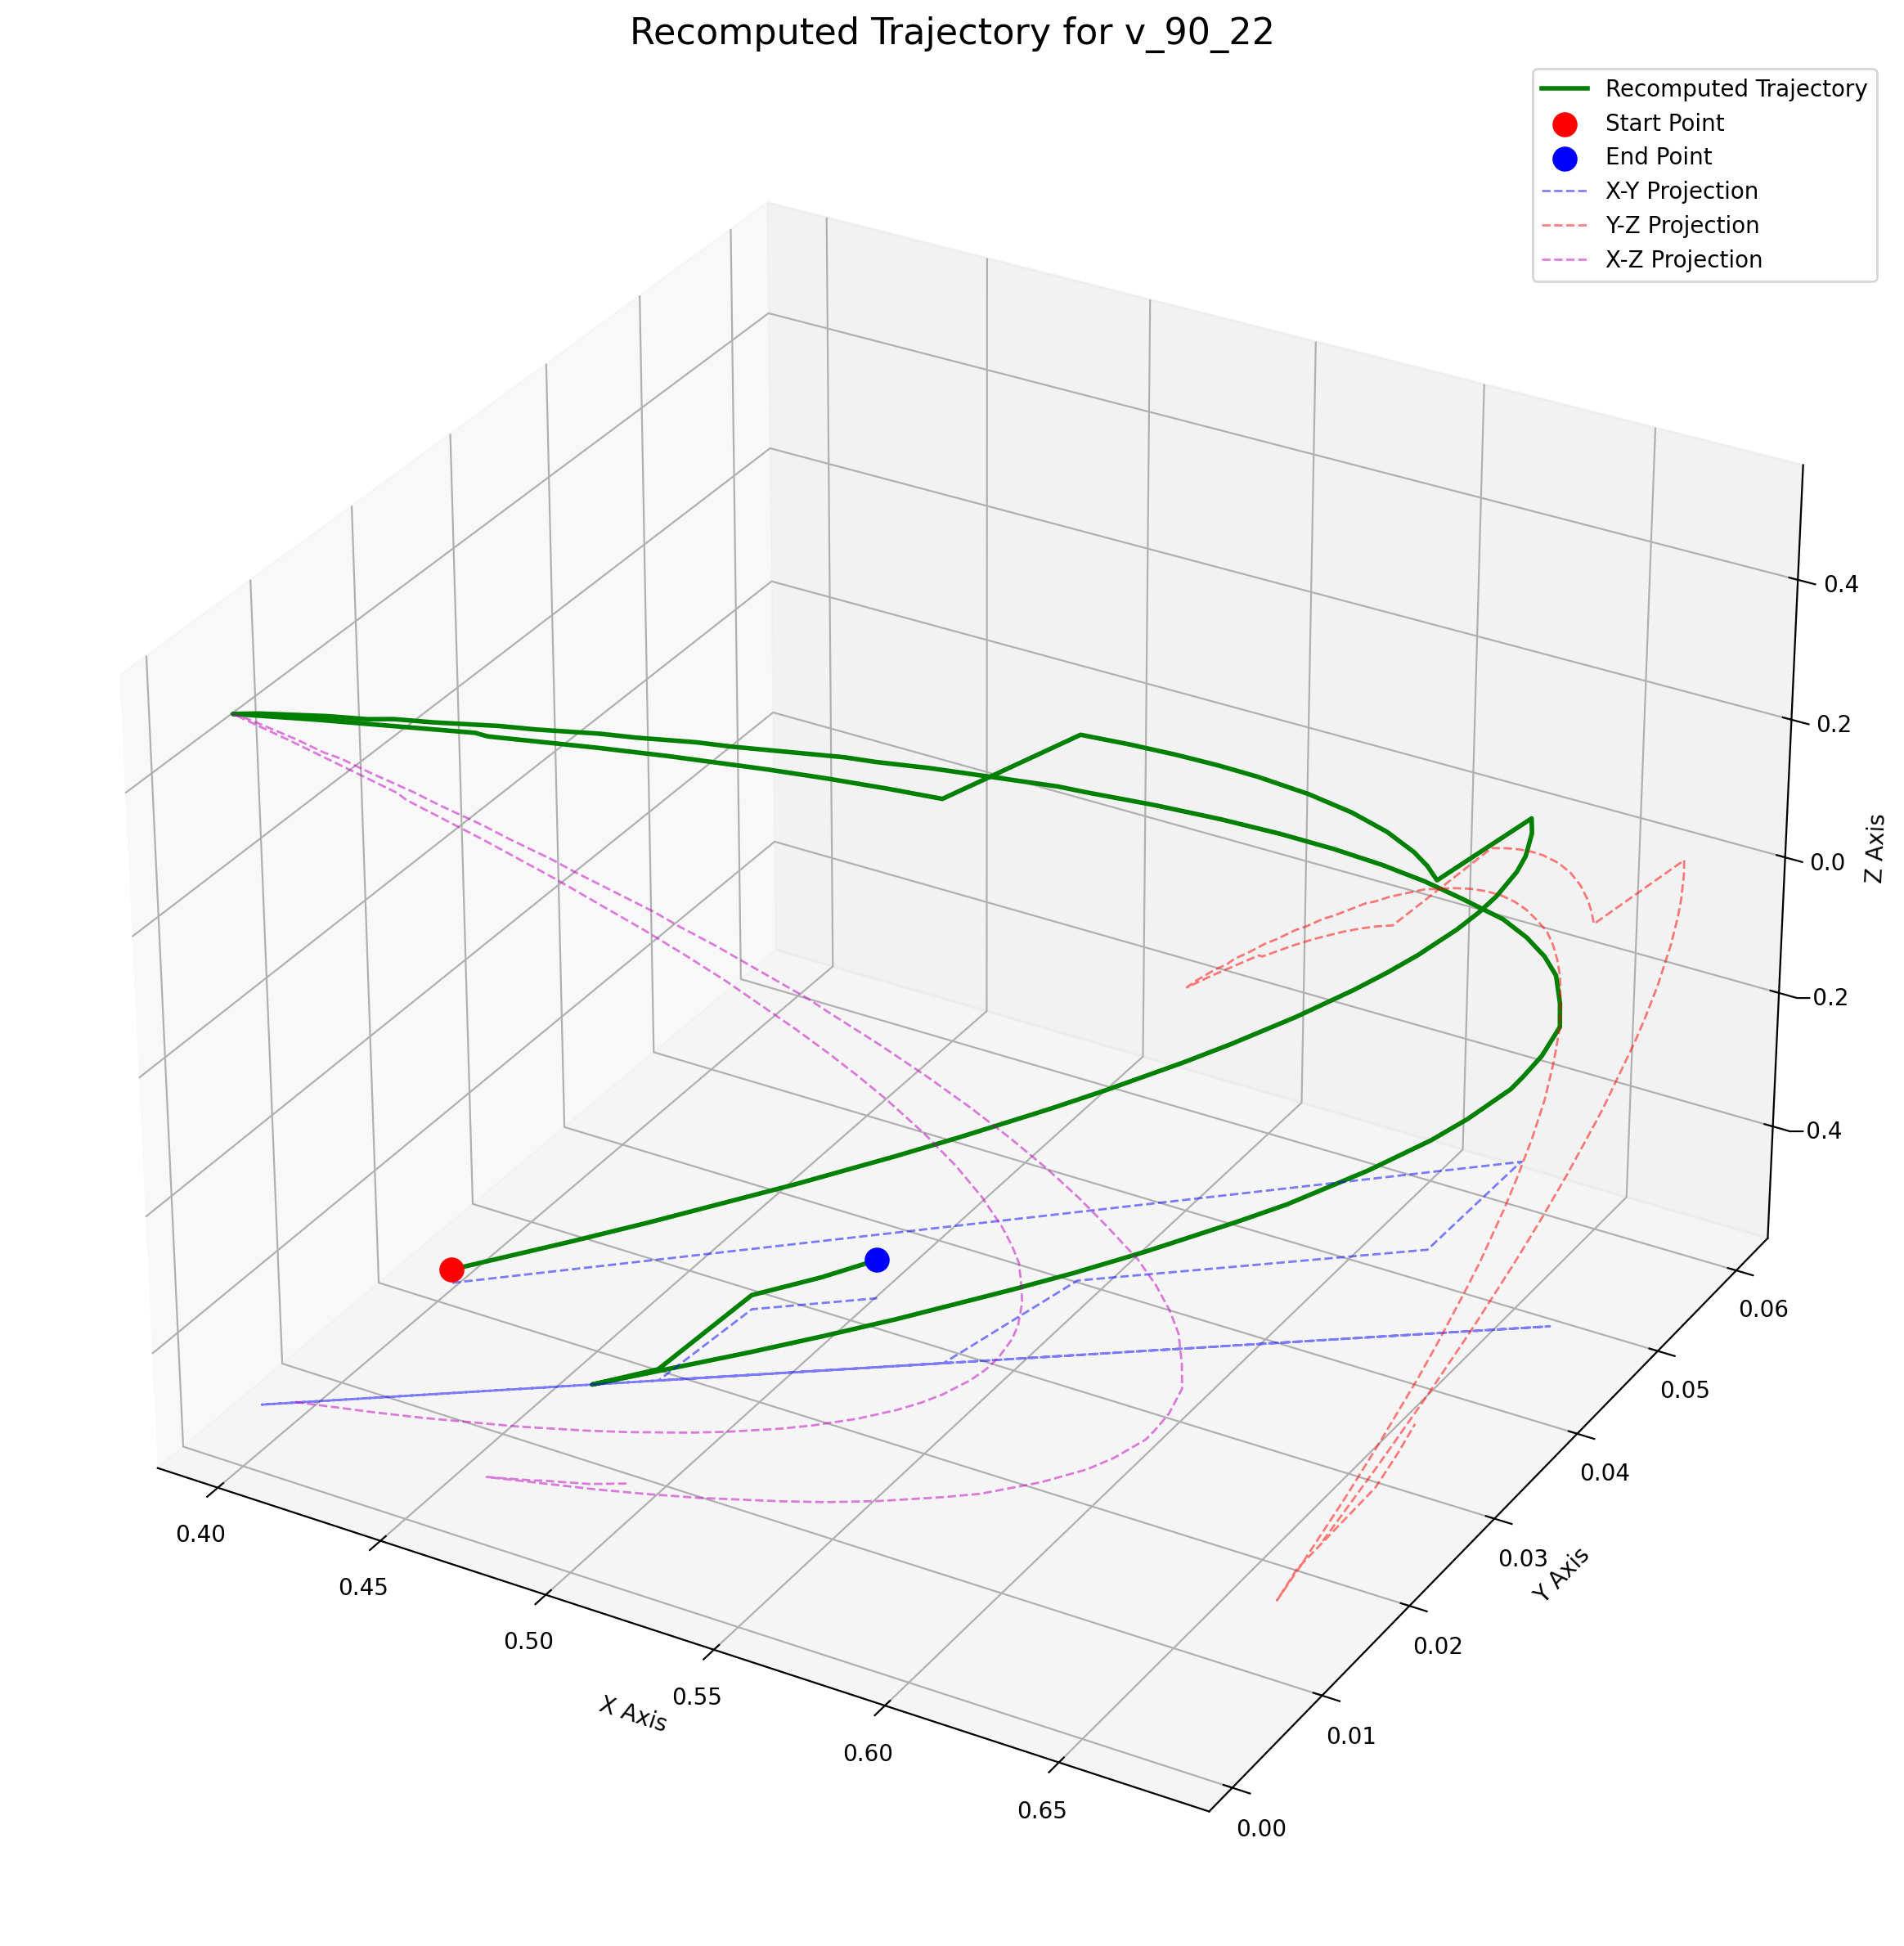 Recomputed Trajectory for v_90_22
Recomputed Trajectory
Start Point
End Point
X-Y Projection
Y-Z Projection
X-Z Projection
0.4
0.2
0.0
−0.2
−0.4
Z Axis
0.06
0.05
0.04
0.03
0.02
0.01
0.00
Y Axis
0.40
0.45
0.50
0.55
0.60
0.65
X Axis